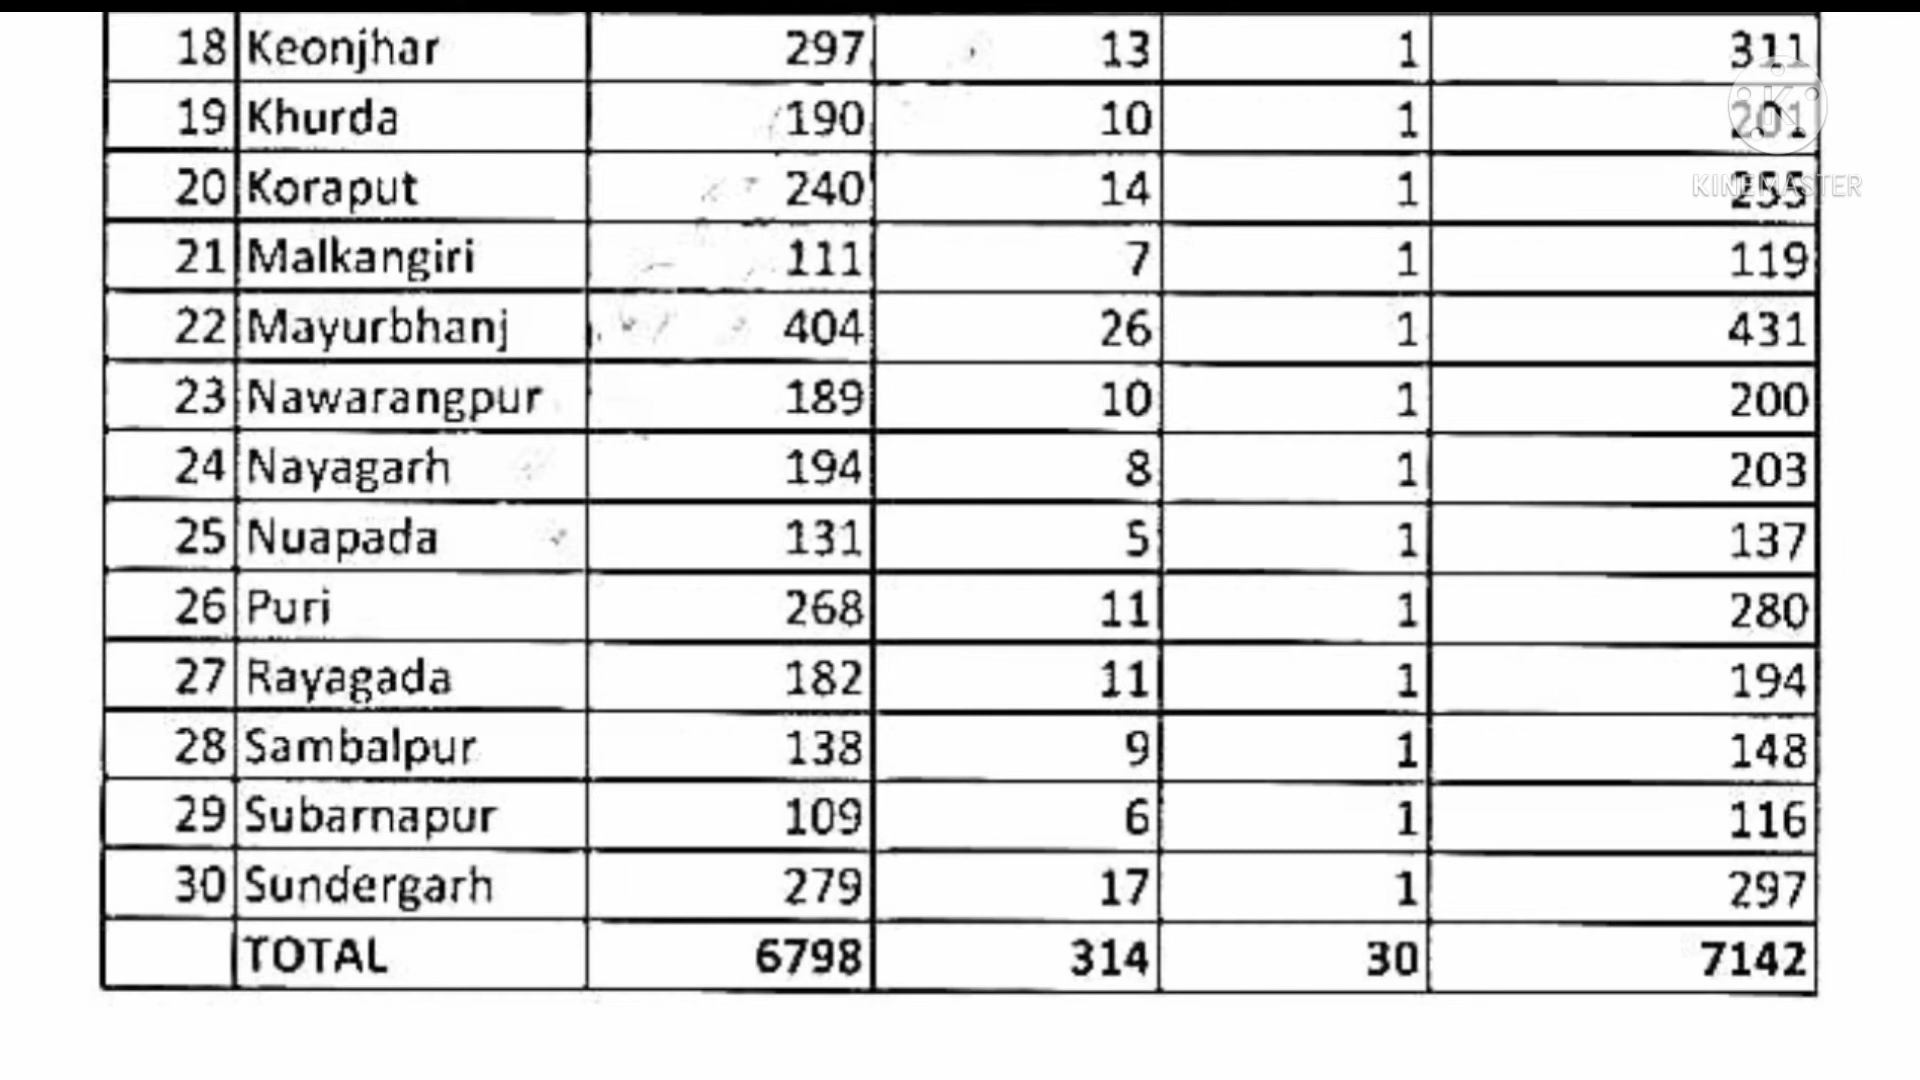 18 Keonjhar 297 13 1 311
19 Khurda 190 10 1 201
20 Koraput 240 14 1 255
KINEMASTER
21 Malkangiri 111 7 1 119
22 Mayurbhanj 404 26 1 431
23 Nawarangpur 189 10 1 200
24 Nayagarh 194 8 1 203
25 Nuapada 131 5 1 137
26 Puri 268 11 1 280
27 Rayagada 182 11 1 194
28 Sambalpur 138 9 1 148
29 Subarnapur 109 6 1 116
30 Sundergarh 279 17 1 297
TOTAL 6798 314 30 7142